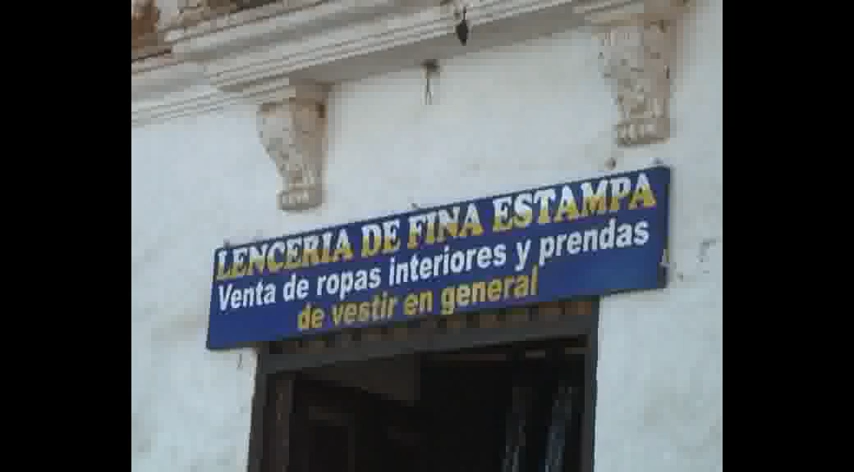 LENCERIA DE FINA ESTAMPA
Venta de ropas interiores y prendas
de vestir en general